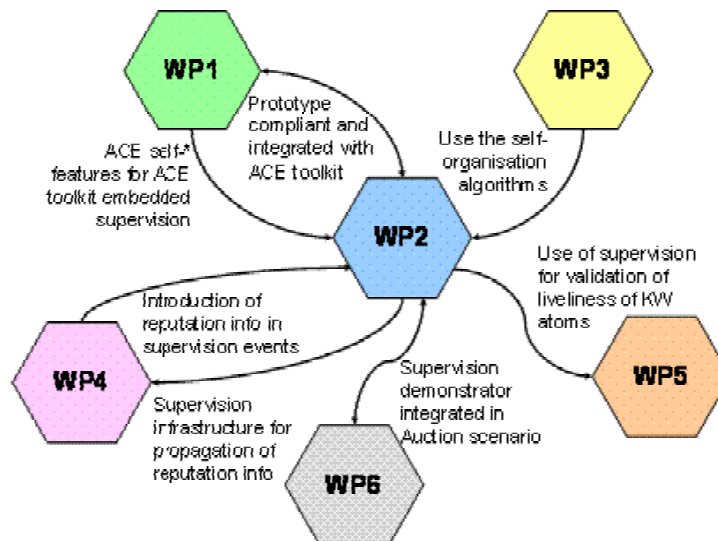 WP1
WP3
Prototype
compliant and
integrated with
ACE toolkit
ACE self-*
features for ACE
toolkit embedded
supervision
Use the self-
organisation
algorithms
WP2
Use of supervision
for validation of
liveliness of KW
atoms
Introduction of
reputation info in
supervision events
WP4
WP5
Supervision
demonstrator
integrated in
Auction scenario
Supervision
infrastructure for
propagation of
reputation info
WP6